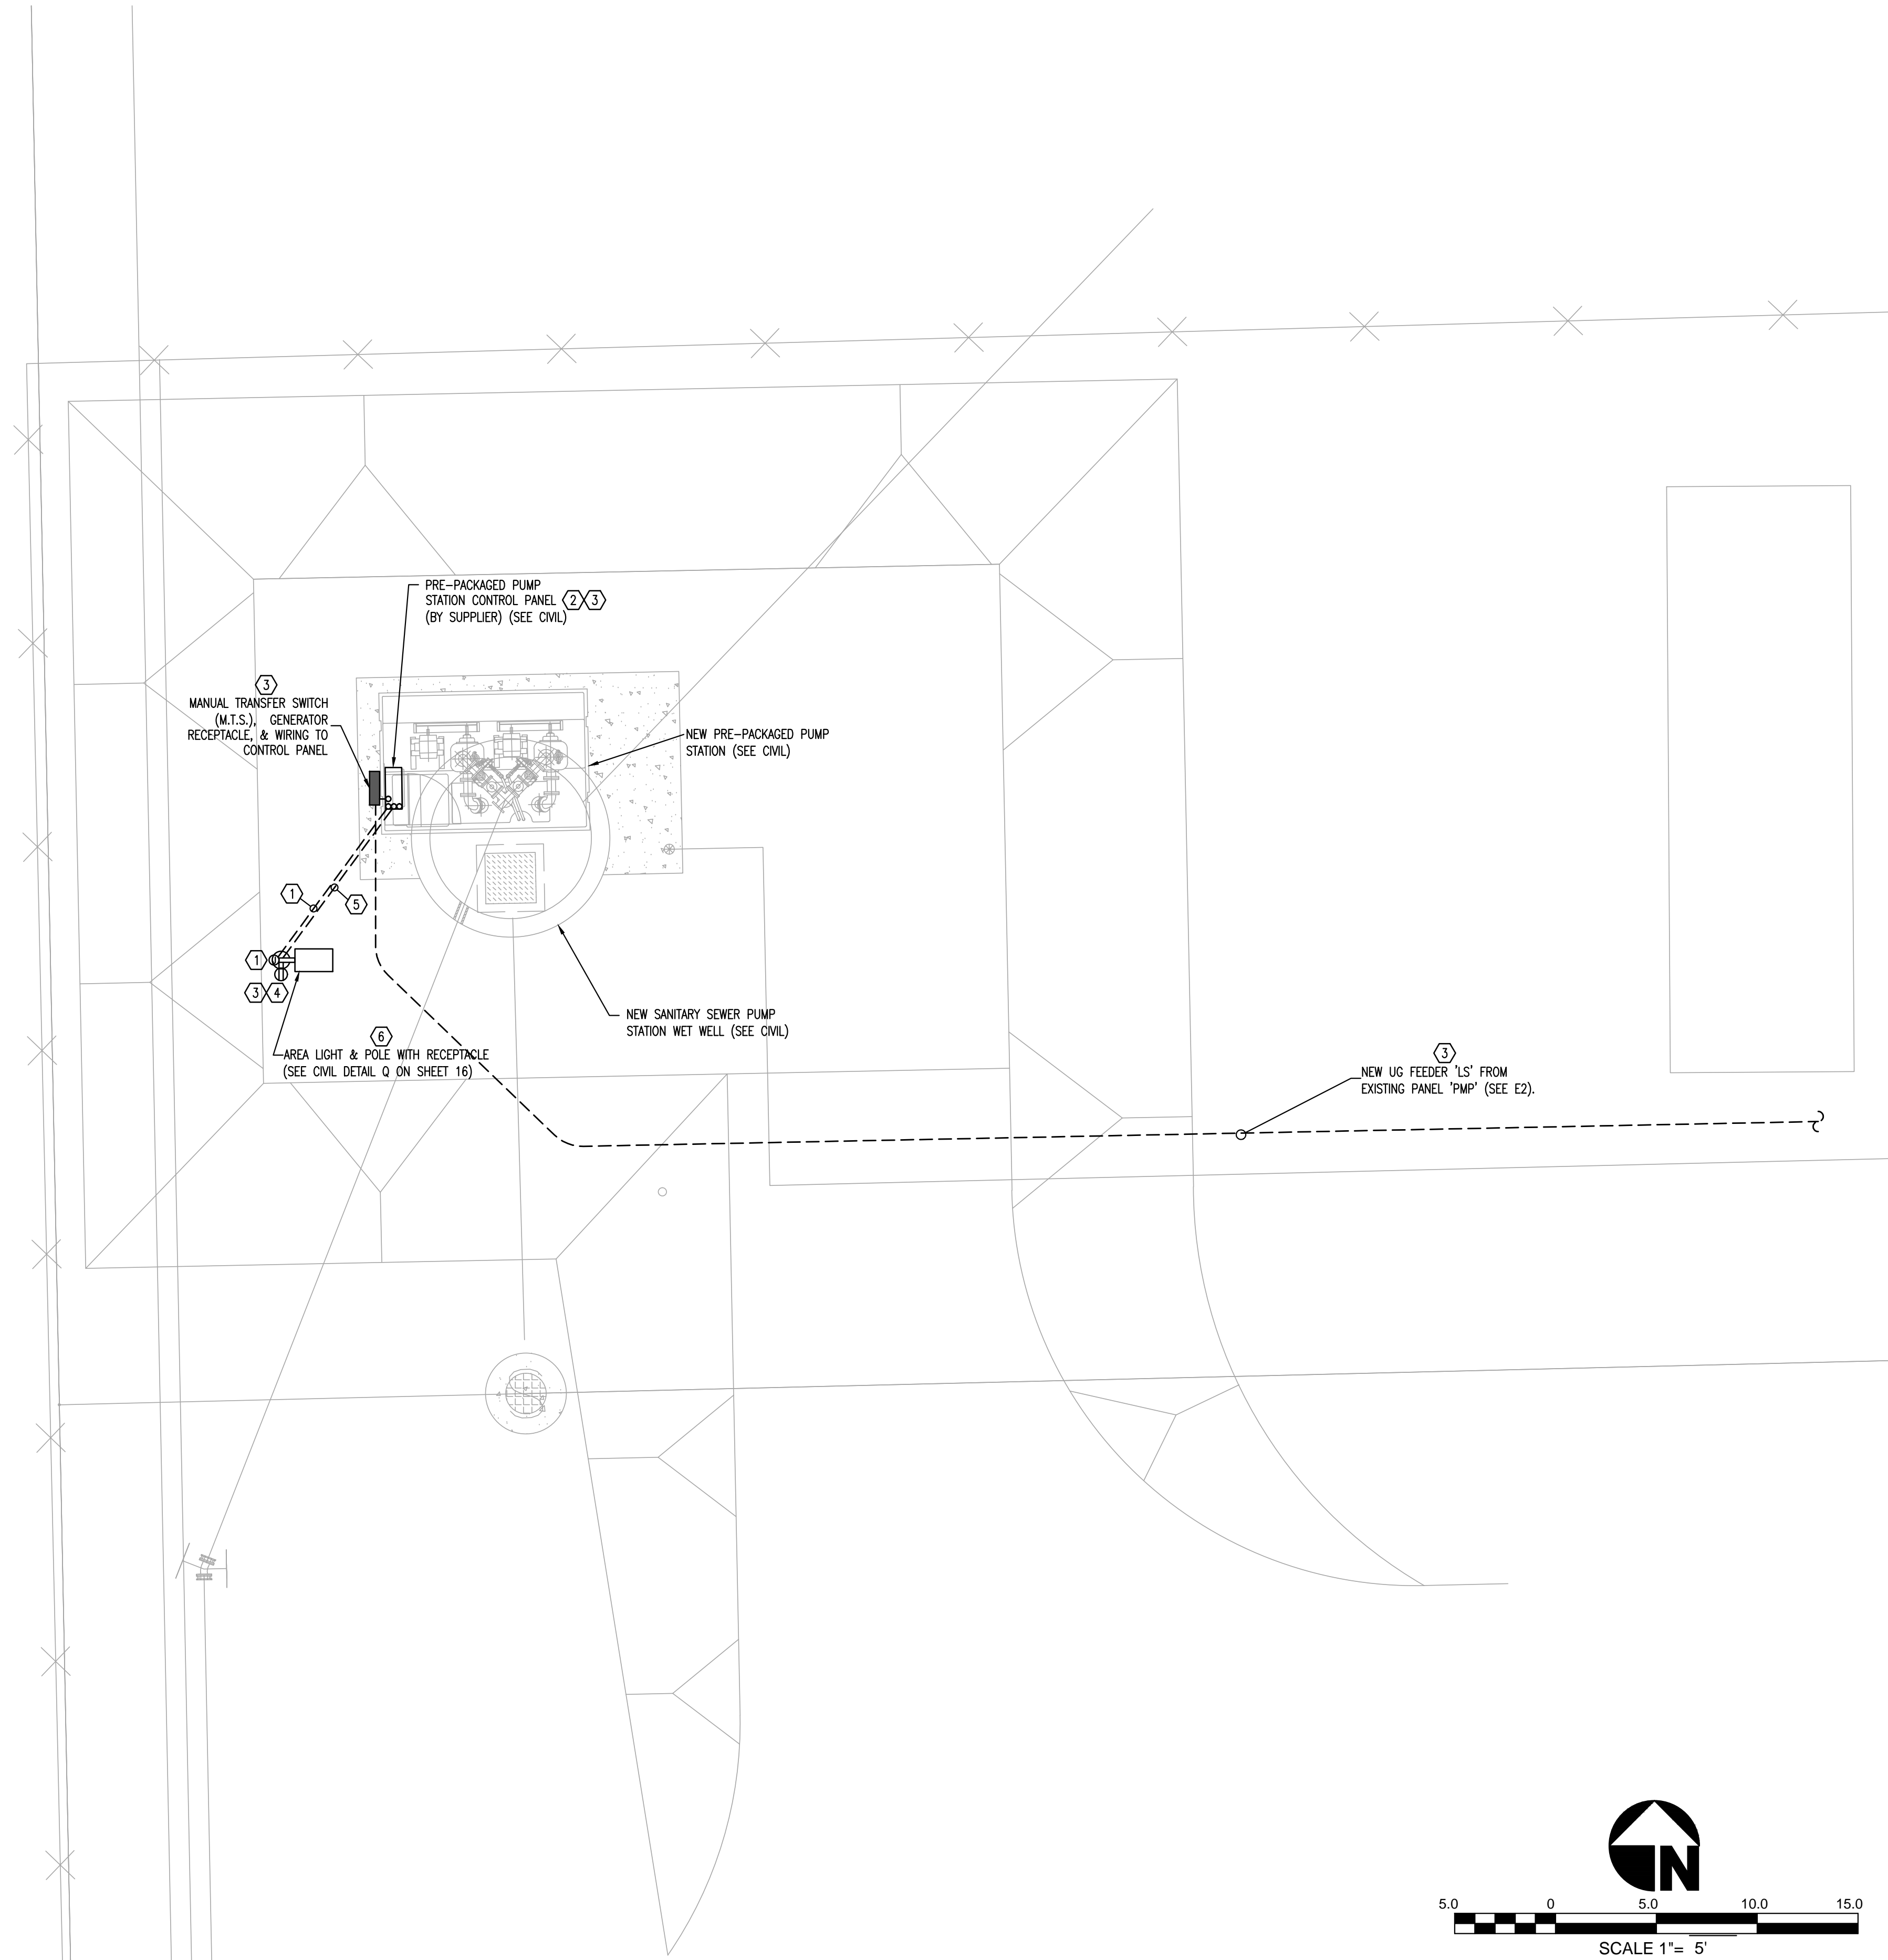 PRE-PACKAGED PUMP
STATION CONTROL PANEL 2 3
(BY SUPPLIER) (SEE CIVIL)
3
MANUAL TRANSFER SWITCH
(M.T.S.), GENERATOR
RECEPTACLE, & WIRING TO
CONTROL PANEL
NEW PRE-PACKAGED PUMP
STATION (SEE CIVIL)
1
5
1
3 4
NEW SANITARY SEWER PUMP
STATION WET WELL (SEE CIVIL)
6
AREA LIGHT & POLE WITH RECEPTACLE
(SEE CIVIL DETAIL Q ON SHEET 16)
3
NEW UG FEEDER 'LS' FROM
EXISTING PANEL 'PMP' (SEE E2).
N
5.0 0 5.0 10.0 15.0
SCALE 1"= 5'